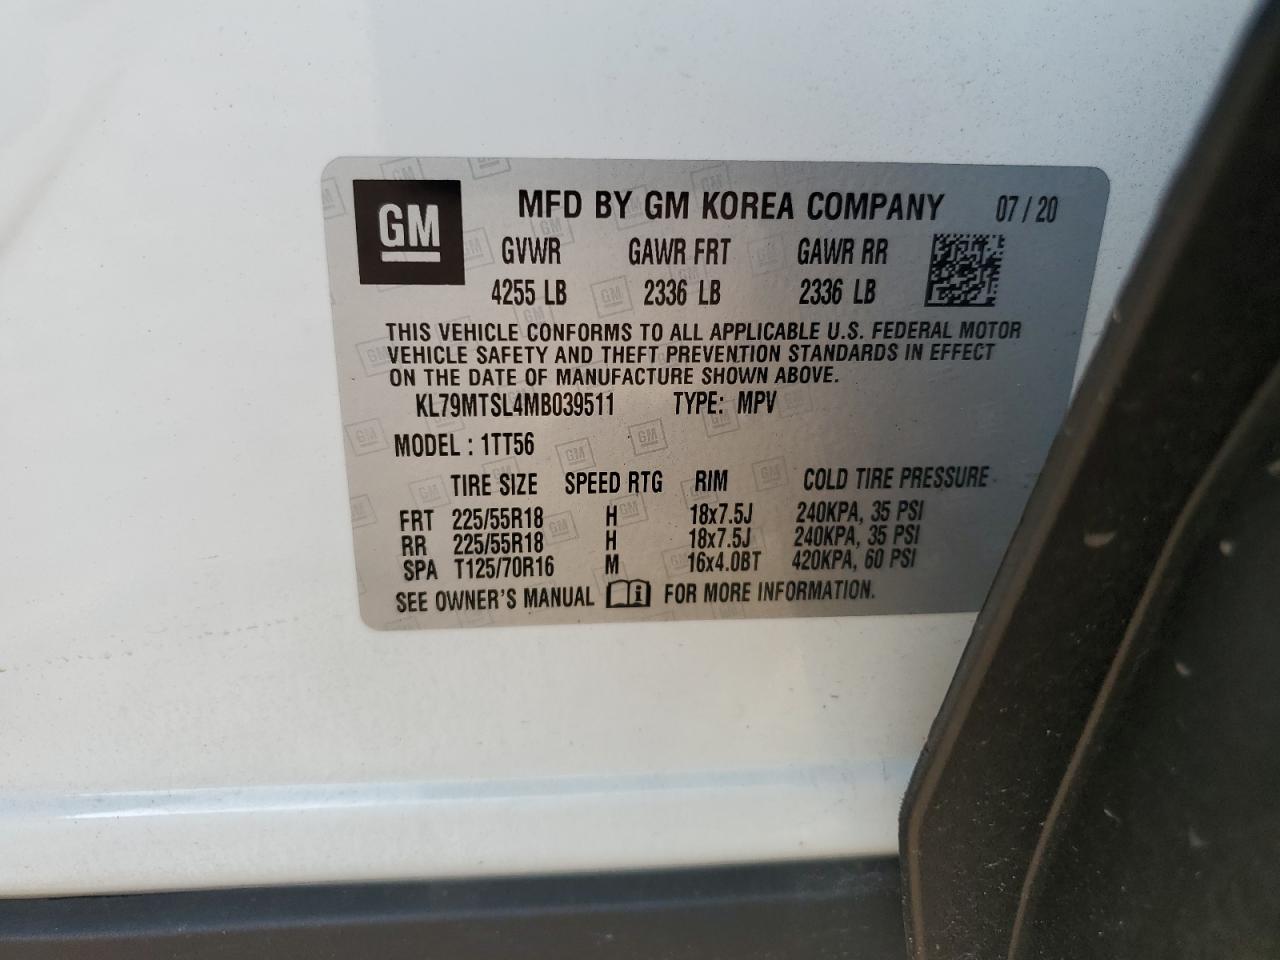 GM MFD BY GM KOREA COMPANY 07 / 20
GVWR GAWR FRT GAWR RR
4255 LB 2336 LB 2336 LB
THIS VEHICLE CONFORMS TO ALL APPLICABLE U.S. FEDERAL MOTOR
VEHICLE SAFETY AND THEFT PREVENTION STANDARDS IN EFFECT
ON THE DATE OF MANUFACTURE SHOWN ABOVE.
KL79MTSL4MB039511 TYPE: MPV
MODEL : 1TT56
TIRE SIZE SPEED RTG RIM COLD TIRE PRESSURE
FRT 225/55R18 H 18x7.5J 240KPA, 35 PSI
RR 225/55R18 H 18x7.5J 240KPA, 35 PSI
SPA T125/70R16 M 16x4.0BT 420KPA, 60 PSI
SEE OWNER'S MANUAL i FOR MORE INFORMATION.